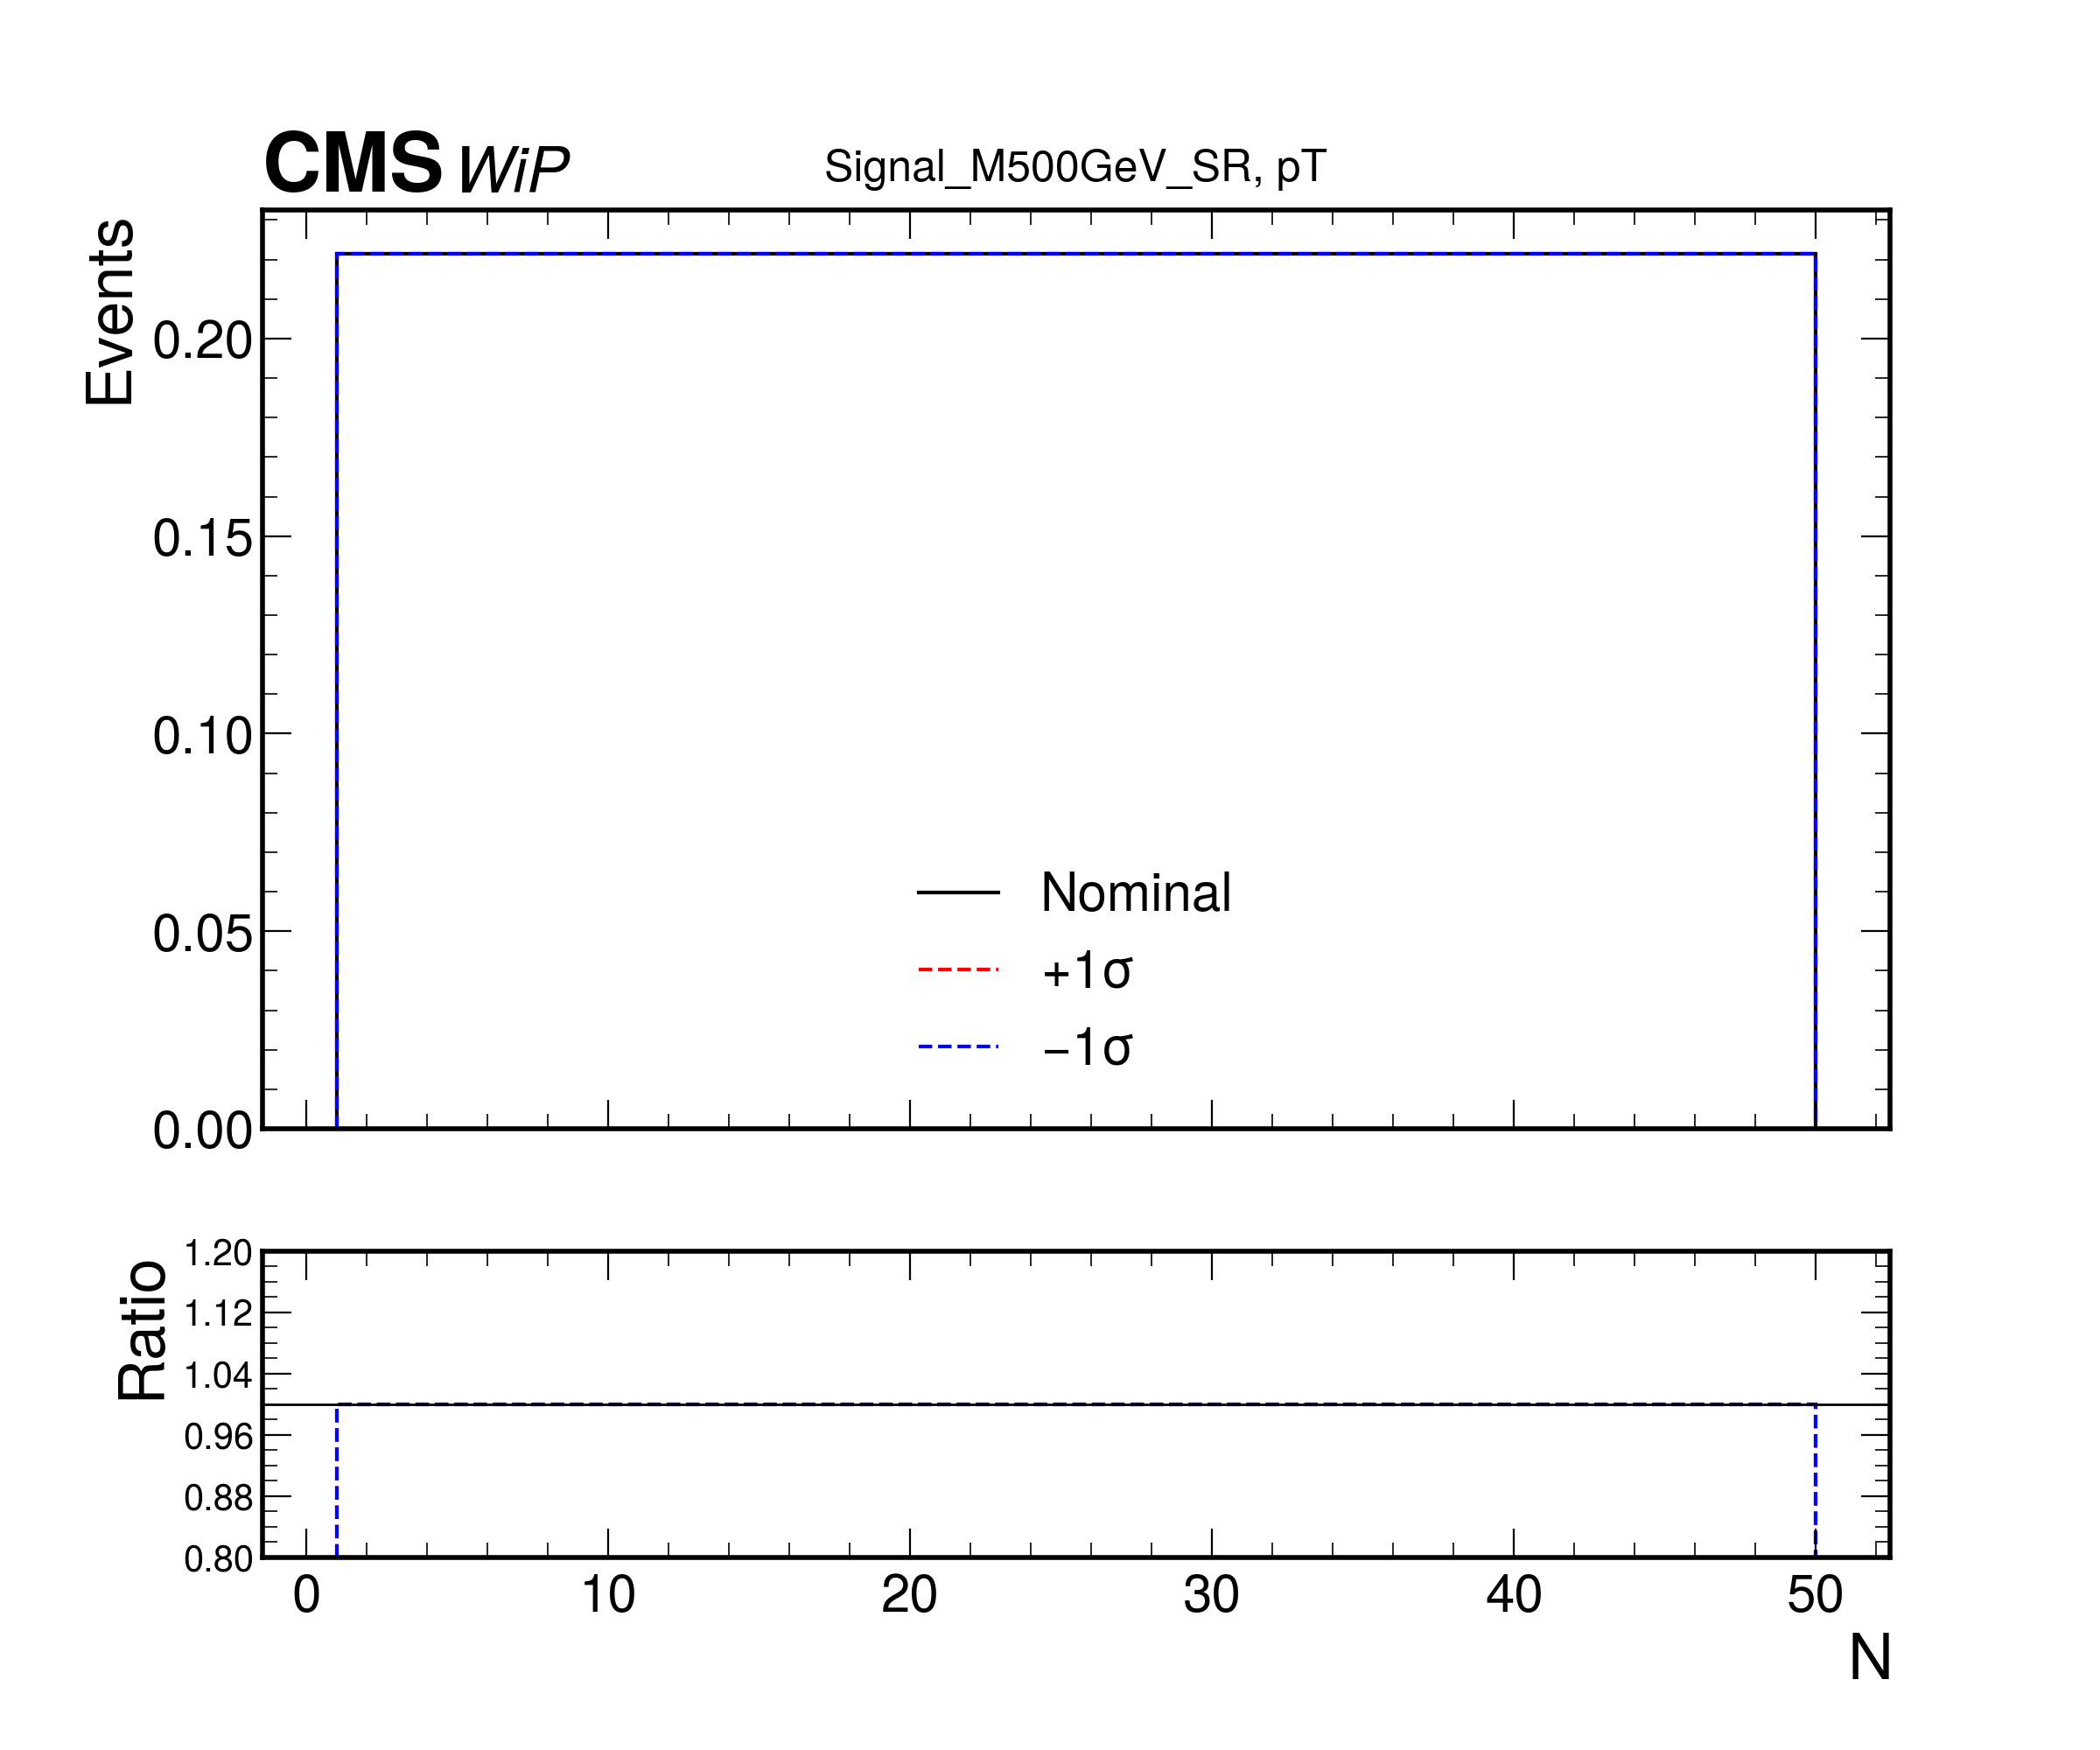 CMS WiP Signal_M500GeV_SR, pT
Events
0.20
0.15
0.10
0.05
0.00
Nominal
+1σ
−1σ
Ratio
1.20
1.12
1.04
0.96
0.88
0.80
0 10 20 30 40 50
N